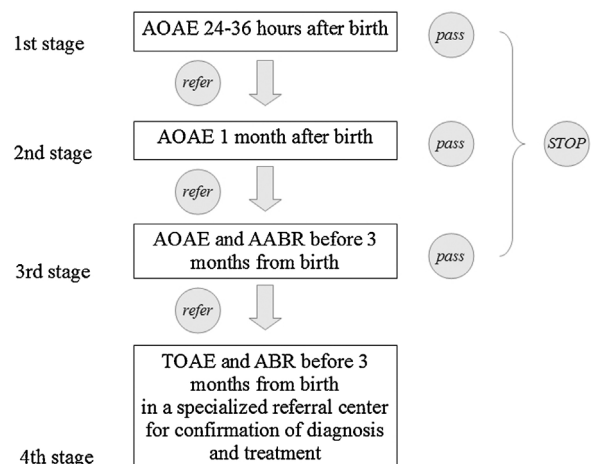 AOAE 24-36 hours after birth
1st stage
pass
refer
AOAE 1 month after birth
2nd stage
pass
STOP
refer
AOAE and AABR before 3
months from birth
3rd stage
pass
refer
TOAE and ABR before 3
months from birth
in a specialized referral center
for confirmation of diagnosis
and treatment
4th stage